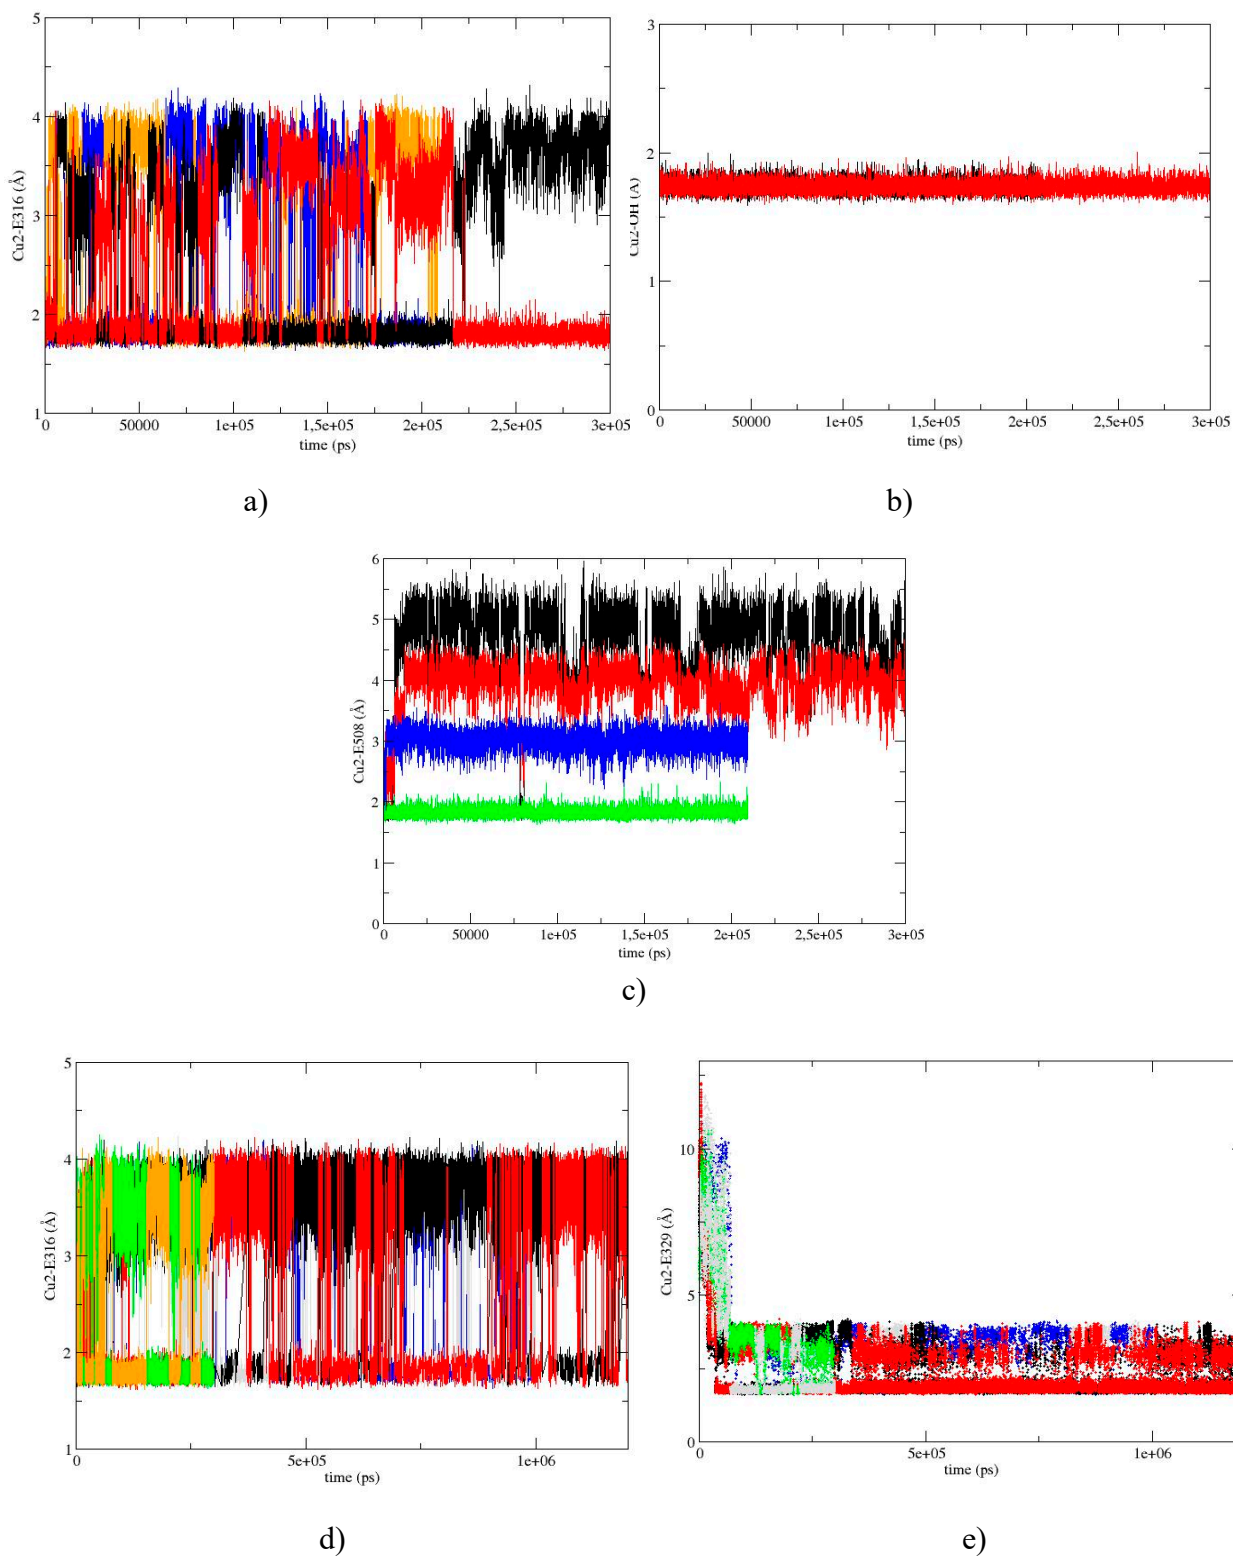 5
4
3
2
1
Cu2-E316 (Å)
0
50000
1e+05
1,5e+05
2e+05
2,5e+05
3e+05
time (ps)
a)
3
2
1
0
Cu2-OH (A)
0
50000
1e+05
1,5e+05
2e+05
2,5e+05
3e+05
time (ps)
b)
6
5
4
3
2
1
0
Cu2-E508 (Å)
0
50000
1e+05
1,5e+05
2e+05
2,5e+05
3e+05
time (ps)
c)
5
4
3
2
1
Cu2-E316 (Å)
0
5e+05
1e+06
time (ps)
d)
10
5
0
Cu2-E329 (Å)
0
5e+05
1e+06
time (ps)
e)